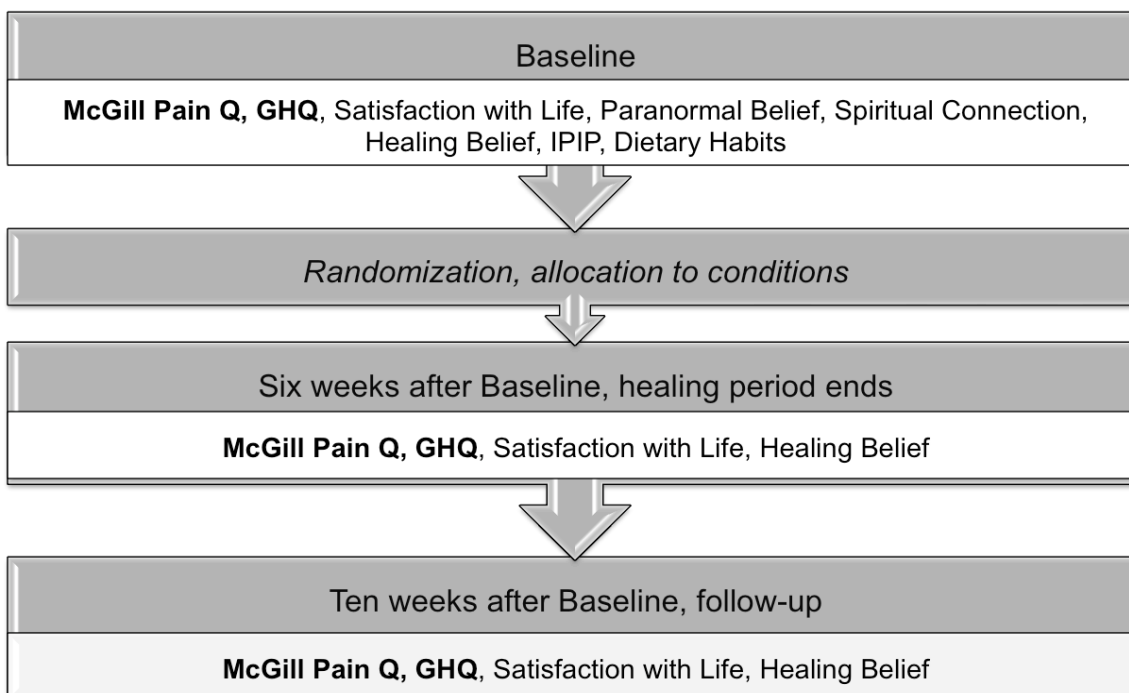 Baseline
McGill Pain Q, GHQ, Satisfaction with Life, Paranormal Belief, Spiritual Connection,
Healing Belief, IPIP, Dietary Habits
Randomization, allocation to conditions
Six weeks after Baseline, healing period ends
McGill Pain Q, GHQ, Satisfaction with Life, Healing Belief
Ten weeks after Baseline, follow-up
McGill Pain Q, GHQ, Satisfaction with Life, Healing Belief